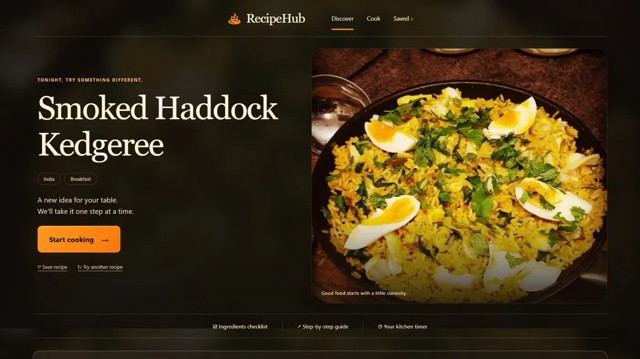 RecipeHub
Discover
Cook
Saved
TONIGHT, TRY SOMETHING DIFFERENT.
Smoked Haddock
Kedgeree
India
Breakfast
A new idea for your table.
We'll take it one step at a time.
Start cooking →
Save recipe
Try another recipe
Good food starts with a little curiosity.
Ingredients checklist
Step-by-step guide
Your kitchen timer